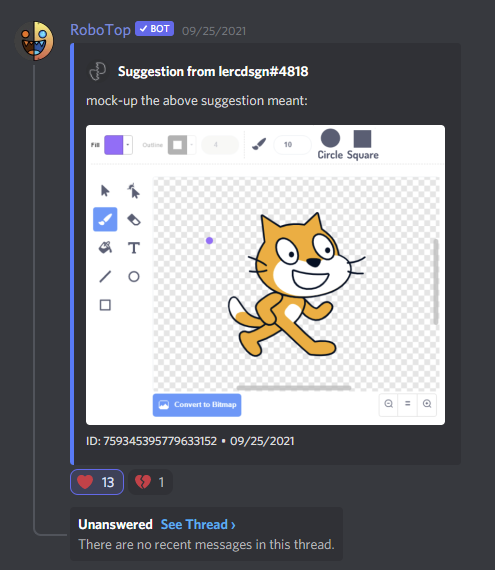 RoboTop ✓ BOT 09/25/2021
Suggestion from lercdsgn#4818
mock-up the above suggestion meant:
Fill Outline 4 10
Circle Square
T
Convert to Bitmap
=
ID: 759345395779633152 • 09/25/2021
13 1
Unanswered See Thread ›
There are no recent messages in this thread.